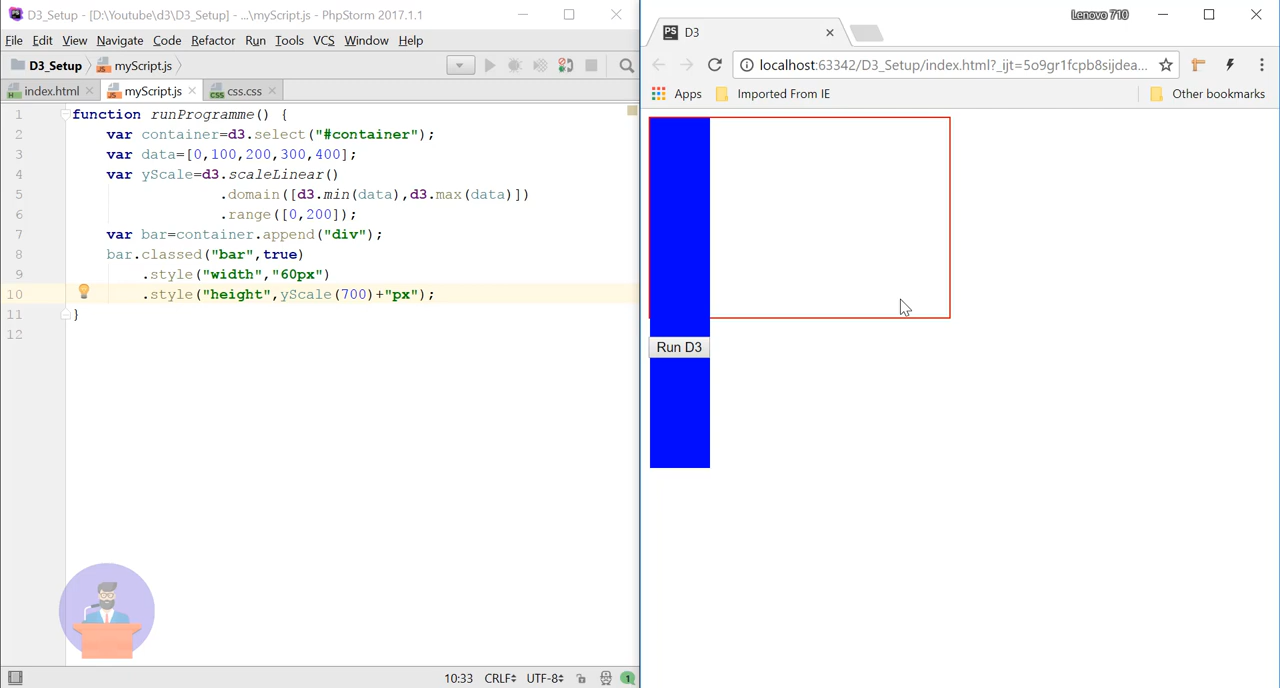 D3_Setup - [D:\Youtube\d3\D3_Setup] - ...\myScript.js - PhpStorm 2017.1.1
File Edit View Navigate Code Refactor Run Tools VCS Window Help
D3_Setup myScript.js
index.html myScript.js css.css
1 function runProgramme() {
2 var container=d3.select("#container");
3 var data=[0,100,200,300,400];
4 var yScale=d3.scaleLinear()
5 .domain([d3.min(data),d3.max(data)])
6 .range([0,200]);
7 var bar=container.append("div");
8 bar.classed("bar",true)
9 .style("width","60px")
10 .style("height",yScale(700)+"px");
11 }
12
10:33 CRLF UTF-8 1
PS D3
Lenovo 710
localhost:63342/D3_Setup/index.html?_ijt=5o9gr1fcpb8sijdea...
Apps Imported From IE Other bookmarks
Run D3